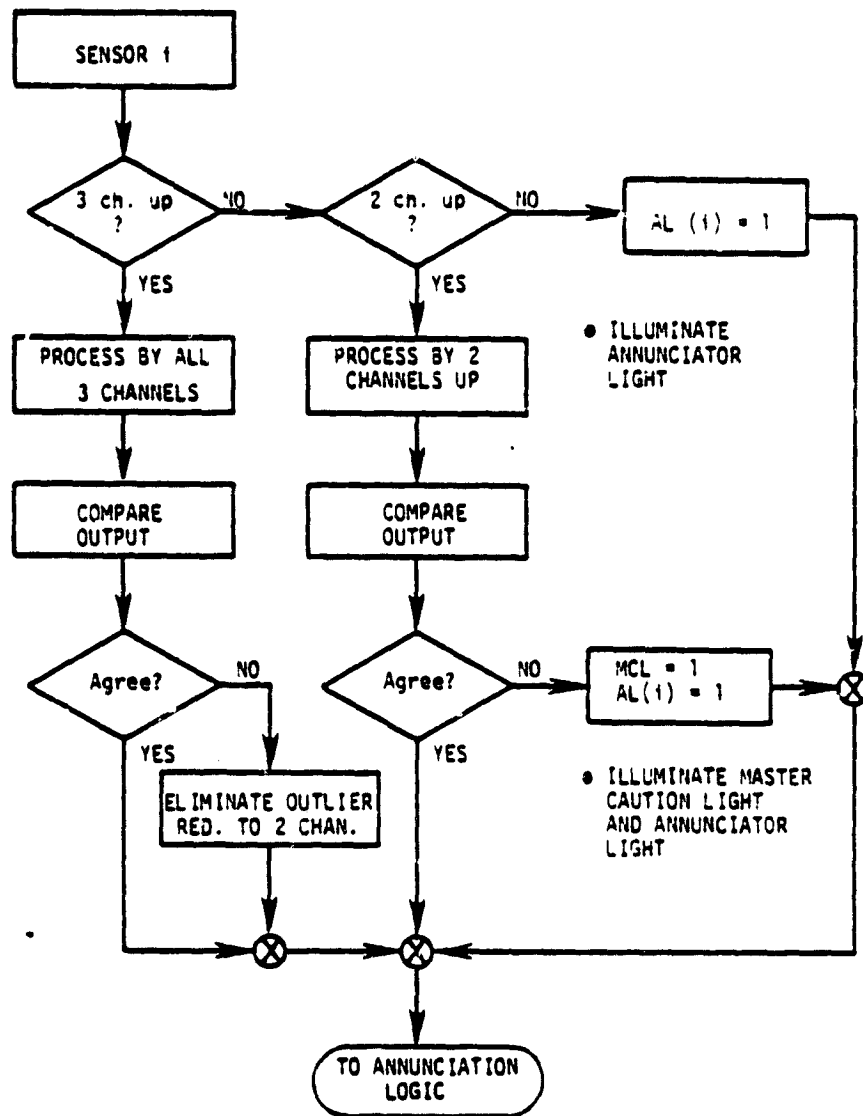 SENSOR i
3 ch. up
?
NO
2 ch. up
?
NO
AL (i) = 1
YES
YES
PROCESS BY ALL
3 CHANNELS
PROCESS BY 2
CHANNELS UP
● ILLUMINATE
ANNUNCIATOR
LIGHT
COMPARE
OUTPUT
COMPARE
OUTPUT
Agree?
NO
Agree?
NO
MCL = 1
AL(i) = 1
YES
YES
ELIMINATE OUTLIER
RED. TO 2 CHAN.
● ILLUMINATE MASTER
CAUTION LIGHT
AND ANNUNCIATOR
LIGHT
TO ANNUNCIATION
LOGIC